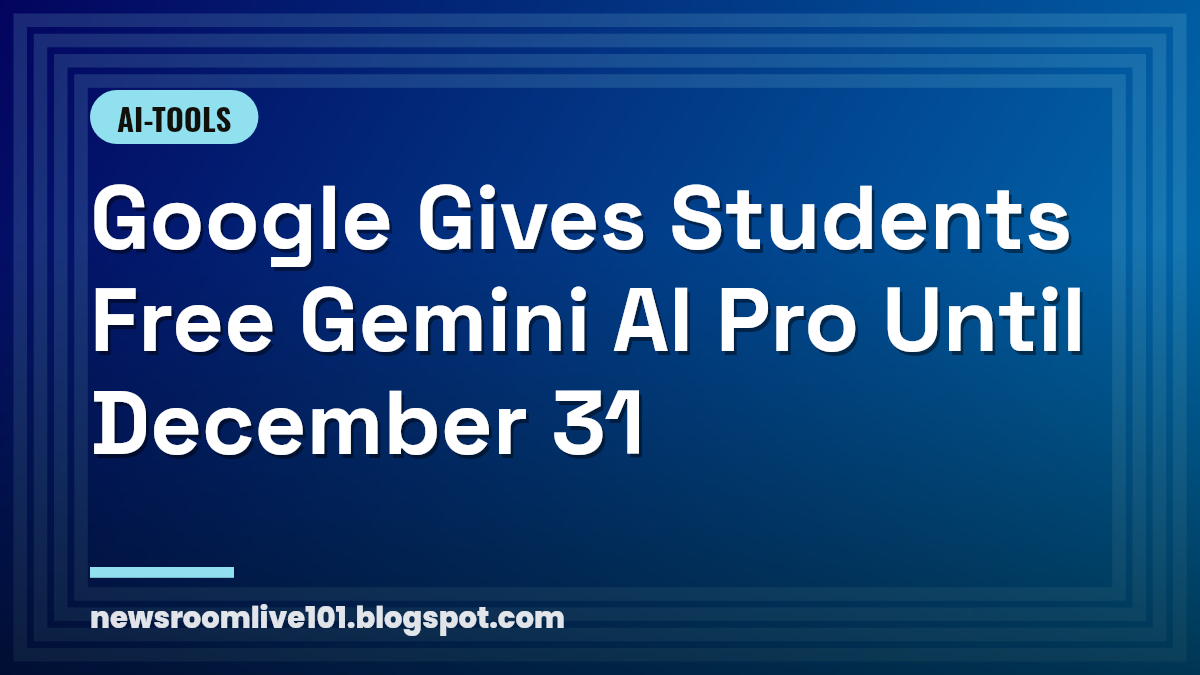 AI-TOOLS
Google Gives Students
Free Gemini AI Pro Until
December 31
newsroomlive101.blogspot.com